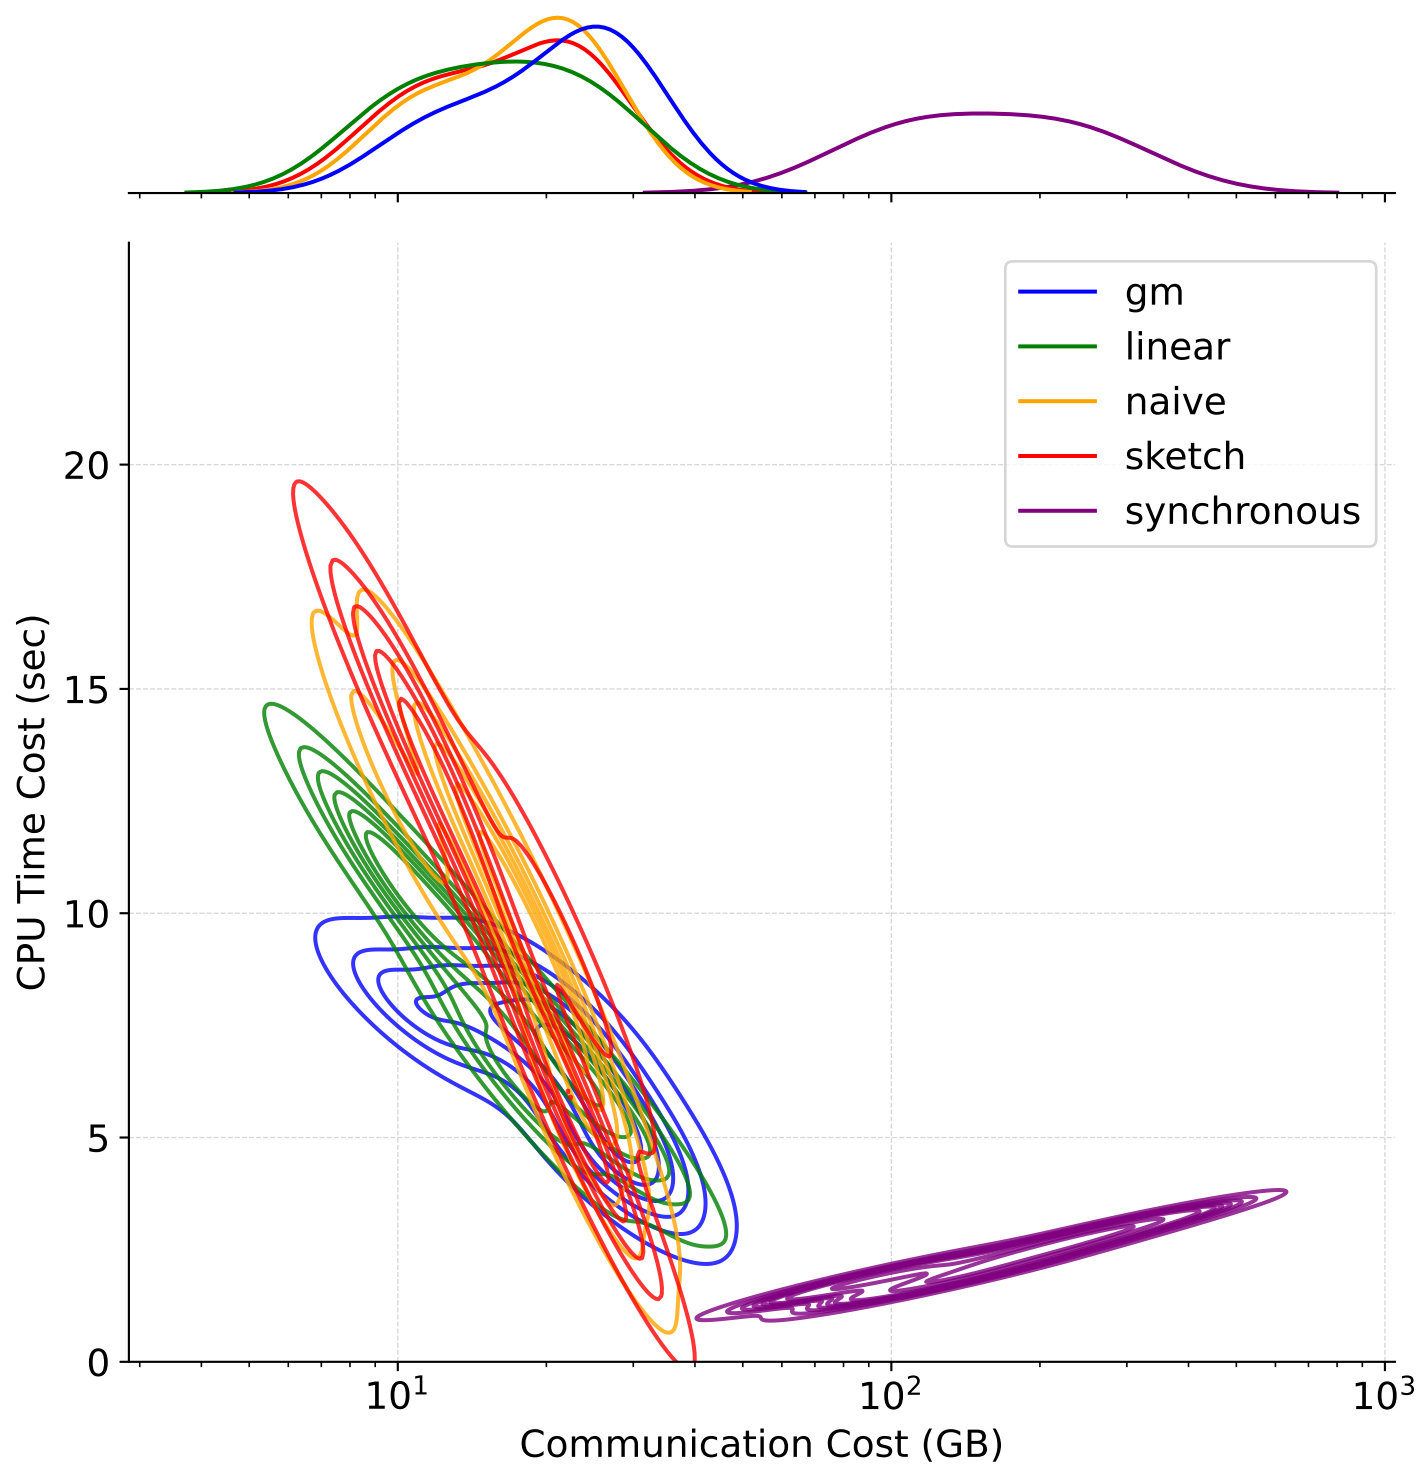 gm
linear
naive
sketch
synchronous
20
15
10
5
0
CPU Time Cost (sec)
10¹
10²
10³
Communication Cost (GB)